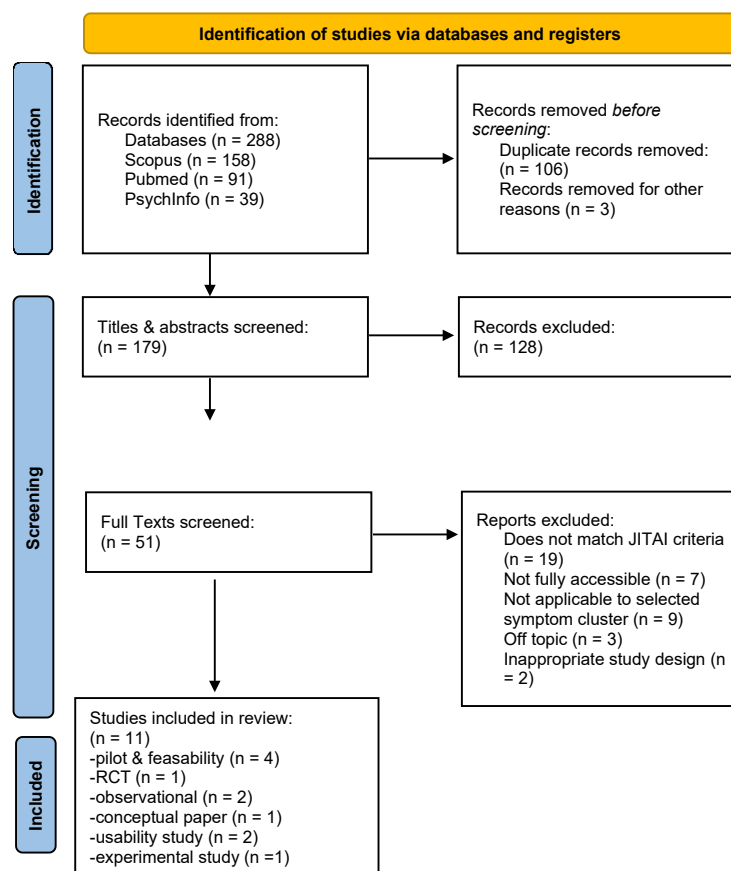 Identification of studies via databases and registers
Identification
Records identified from:
Databases (n = 288)
Scopus (n = 158)
Pubmed (n = 91)
PsychInfo (n = 39)
Records removed before
screening:
Duplicate records removed:
(n = 106)
Records removed for other
reasons (n = 3)
Screening
Titles & abstracts screened:
(n = 179)
Records excluded:
(n = 128)
Full Texts screened:
(n = 51)
Reports excluded:
Does not match JITAI criteria
(n = 19)
Not fully accessible (n = 7)
Not applicable to selected
symptom cluster (n = 9)
Off topic (n = 3)
Inappropriate study design (n
= 2)
Included
Studies included in review:
(n = 11)
-pilot & feasability (n = 4)
-RCT (n = 1)
-observational (n = 2)
-conceptual paper (n = 1)
-usability study (n = 2)
-experimental study (n =1)